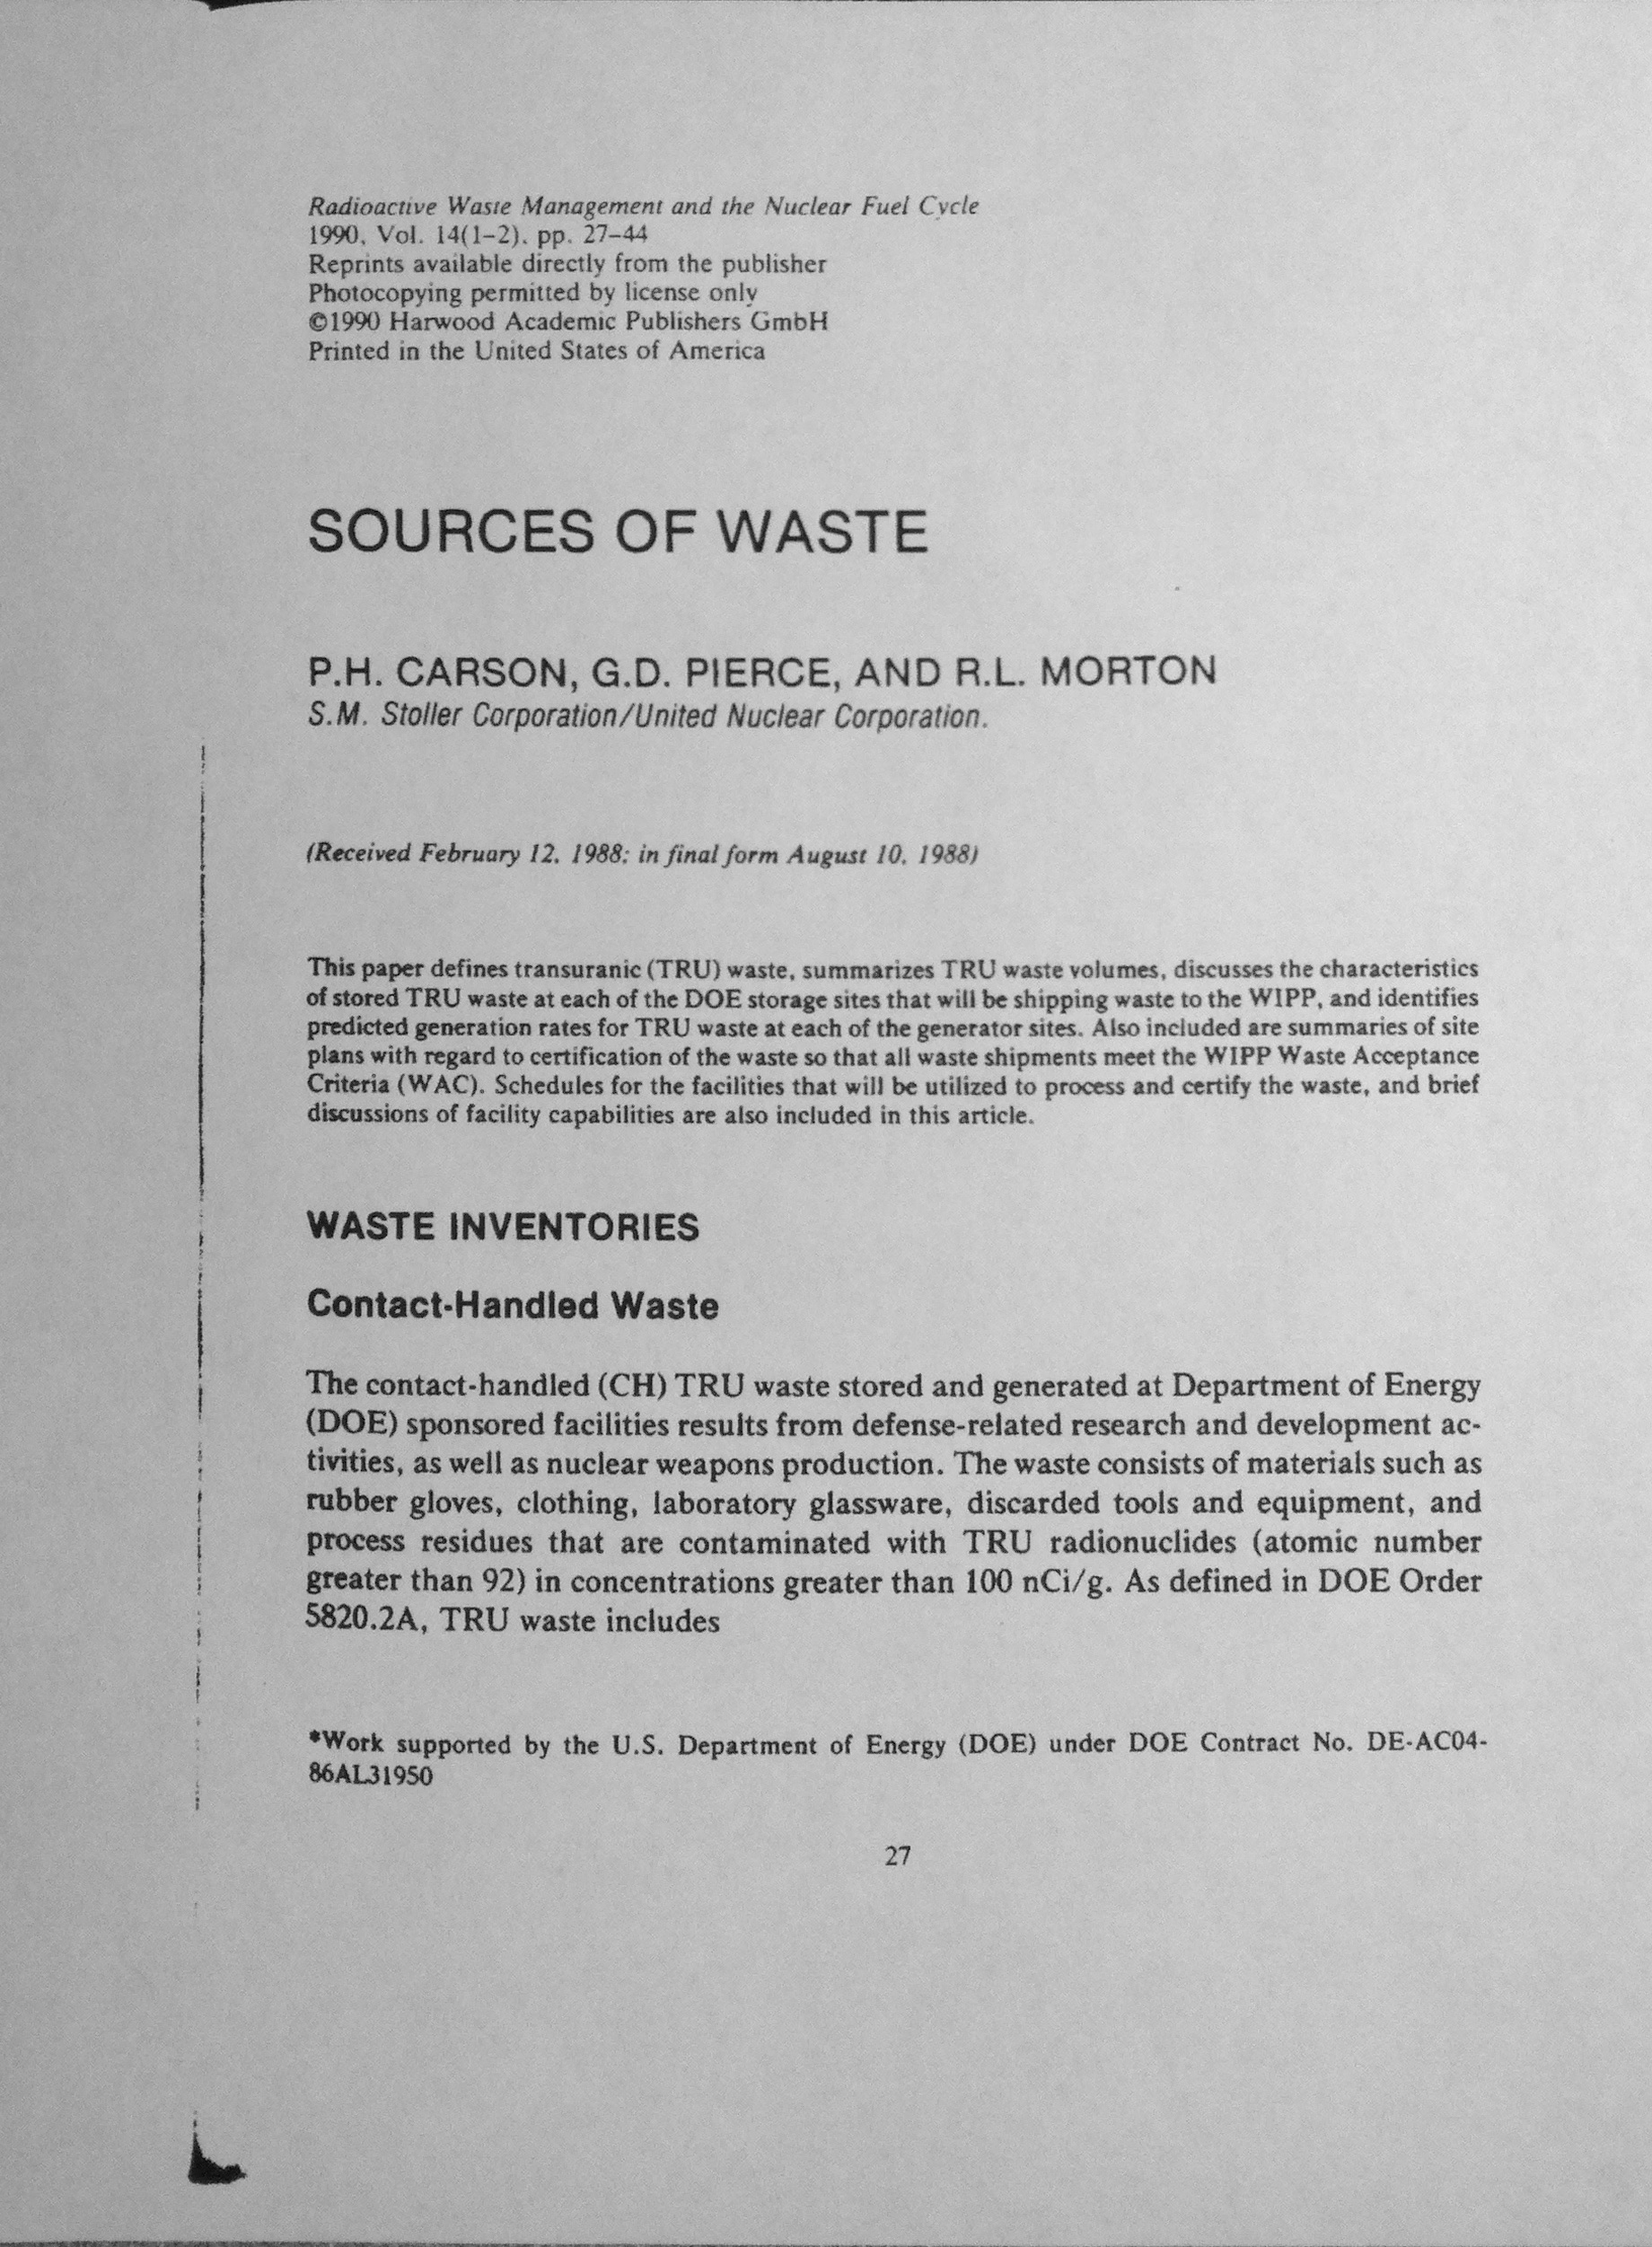 Radioactive Waste Management and the Nuclear Fuel Cycle
1990, Vol. 14(1–2), pp. 27–44
Reprints available directly from the publisher
Photocopying permitted by license only
©1990 Harwood Academic Publishers GmbH
Printed in the United States of America
SOURCES OF WASTE
P.H. CARSON, G.D. PIERCE, AND R.L. MORTON
S.M. Stoller Corporation/United Nuclear Corporation.
(Received February 12, 1988; in final form August 10, 1988)
This paper defines transuranic (TRU) waste, summarizes TRU waste volumes, discusses the characteristics
of stored TRU waste at each of the DOE storage sites that will be shipping waste to the WIPP, and identifies
predicted generation rates for TRU waste at each of the generator sites. Also included are summaries of site
plans with regard to certification of the waste so that all waste shipments meet the WIPP Waste Acceptance
Criteria (WAC). Schedules for the facilities that will be utilized to process and certify the waste, and brief
discussions of facility capabilities are also included in this article.
WASTE INVENTORIES
Contact-Handled Waste
The contact-handled (CH) TRU waste stored and generated at Department of Energy
(DOE) sponsored facilities results from defense-related research and development ac-
tivities, as well as nuclear weapons production. The waste consists of materials such as
rubber gloves, clothing, laboratory glassware, discarded tools and equipment, and
process residues that are contaminated with TRU radionuclides (atomic number
greater than 92) in concentrations greater than 100 nCi/g. As defined in DOE Order
5820.2A, TRU waste includes
*Work supported by the U.S. Department of Energy (DOE) under DOE Contract No. DE-AC04-
86AL31950
27